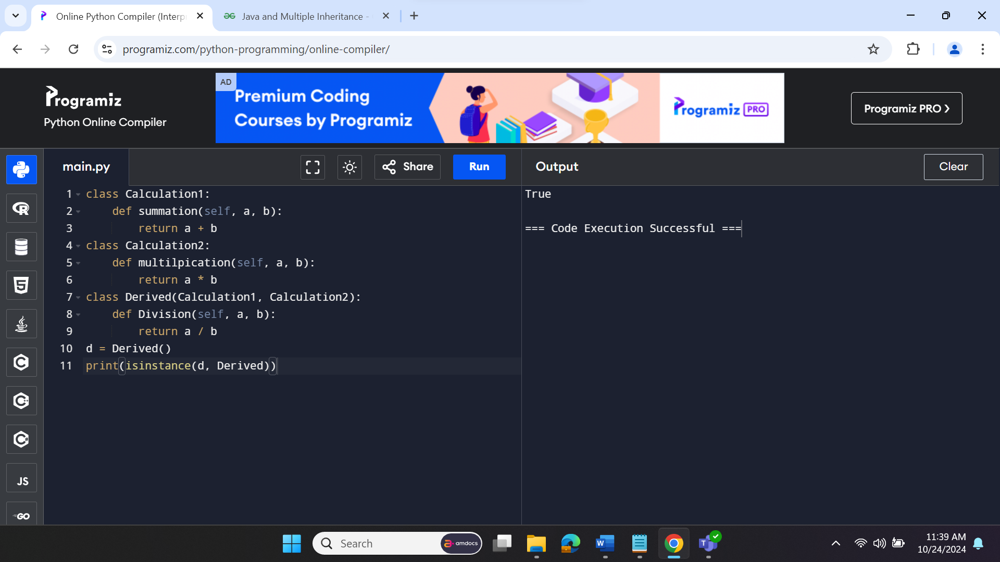 Online Python Compiler (Interp
Java and Multiple Inheritance -
programiz.com/python-programming/online-compiler/
Programiz
Python Online Compiler
AD
Premium Coding
Courses by Programiz
Programiz PRO
Programiz PRO ❯
main.py
Share
Run
Output
Clear
1 class Calculation1:
2     def summation(self, a, b):
3         return a + b
4 class Calculation2:
5     def multilpication(self, a, b):
6         return a * b
7 class Derived(Calculation1, Calculation2):
8     def Division(self, a, b):
9         return a / b
10 d = Derived()
11 print(isinstance(d, Derived))
True
=== Code Execution Successful ===
R
5
C
C++
C#
JS
GO
Search
a amdocs
W
T
11:39 AM
10/24/2024